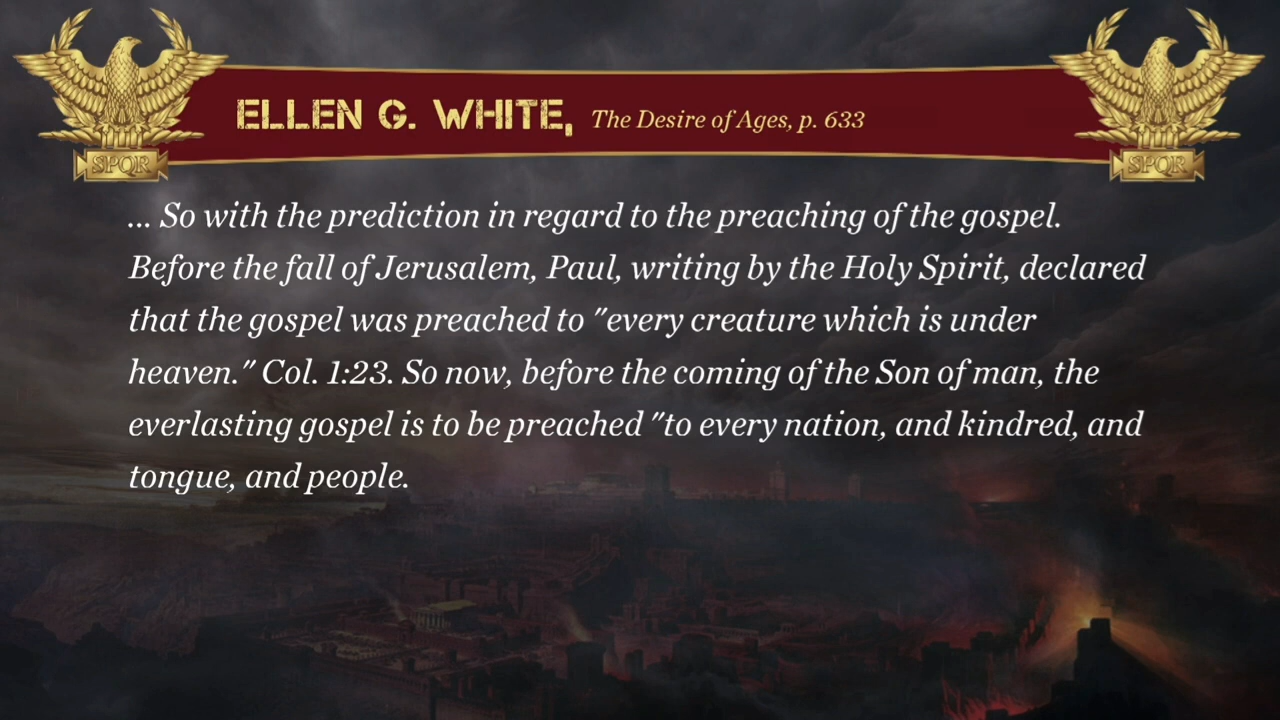 SPQR
SPQR
ELLEN G. WHITE, The Desire of Ages, p. 633
... So with the prediction in regard to the preaching of the gospel.
Before the fall of Jerusalem, Paul, writing by the Holy Spirit, declared
that the gospel was preached to "every creature which is under
heaven." Col. 1:23. So now, before the coming of the Son of man, the
everlasting gospel is to be preached "to every nation, and kindred, and
tongue, and people.